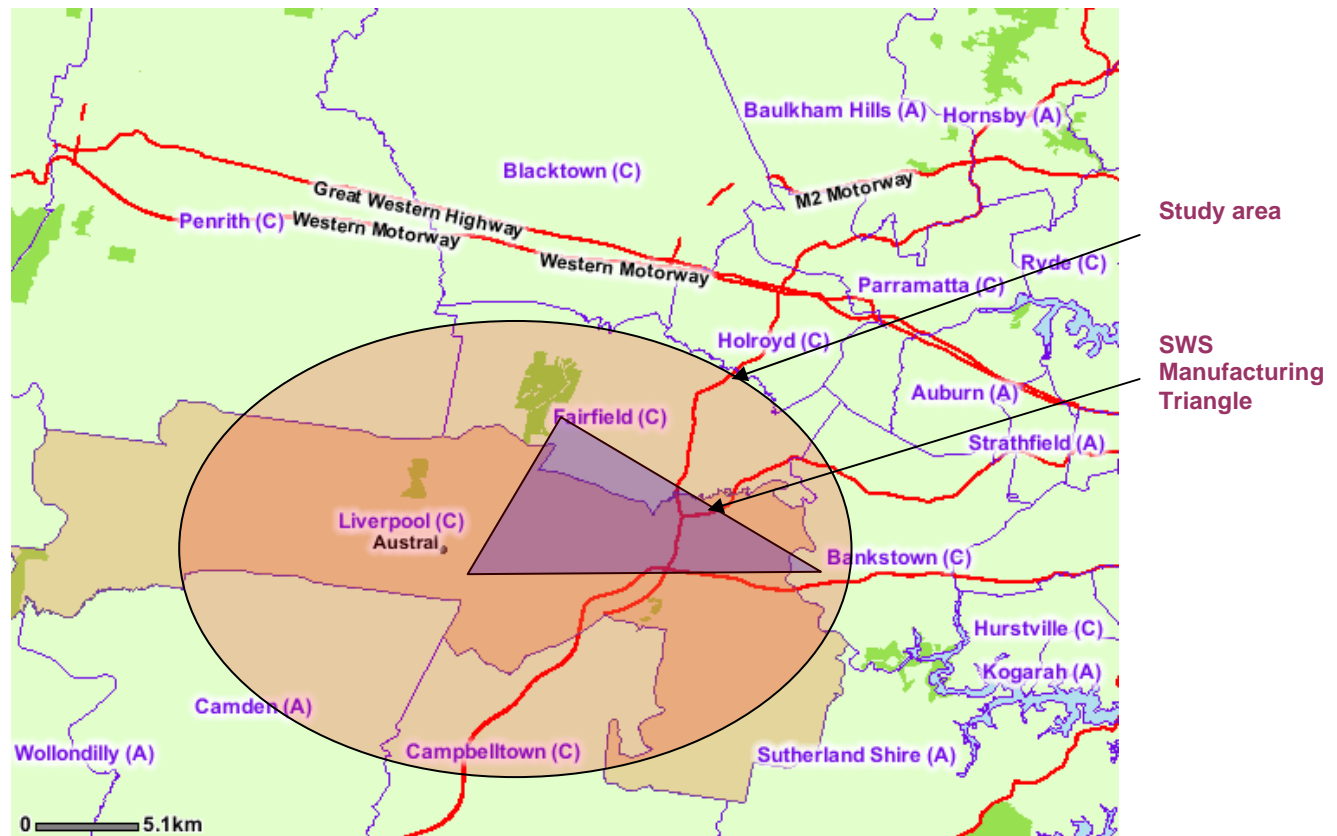 Baulkham Hills (A)
Hornsby (A)
Blacktown (C)
M2 Motorway
Great Western Highway
Penrith (C)
Western Motorway
Western Motorway
Study area
Ryde (C)
Parramatta (C)
Holroyd (C)
SWS
Manufacturing
Triangle
Auburn (A)
Fairfield (C)
Strathfield (A)
Liverpool (C)
Austral
Bankstown (C)
Hurstville (C)
Kogarah (A)
Camden (A)
Wollondilly (A)
Campbelltown (C)
Sutherland Shire (A)
0 5.1km